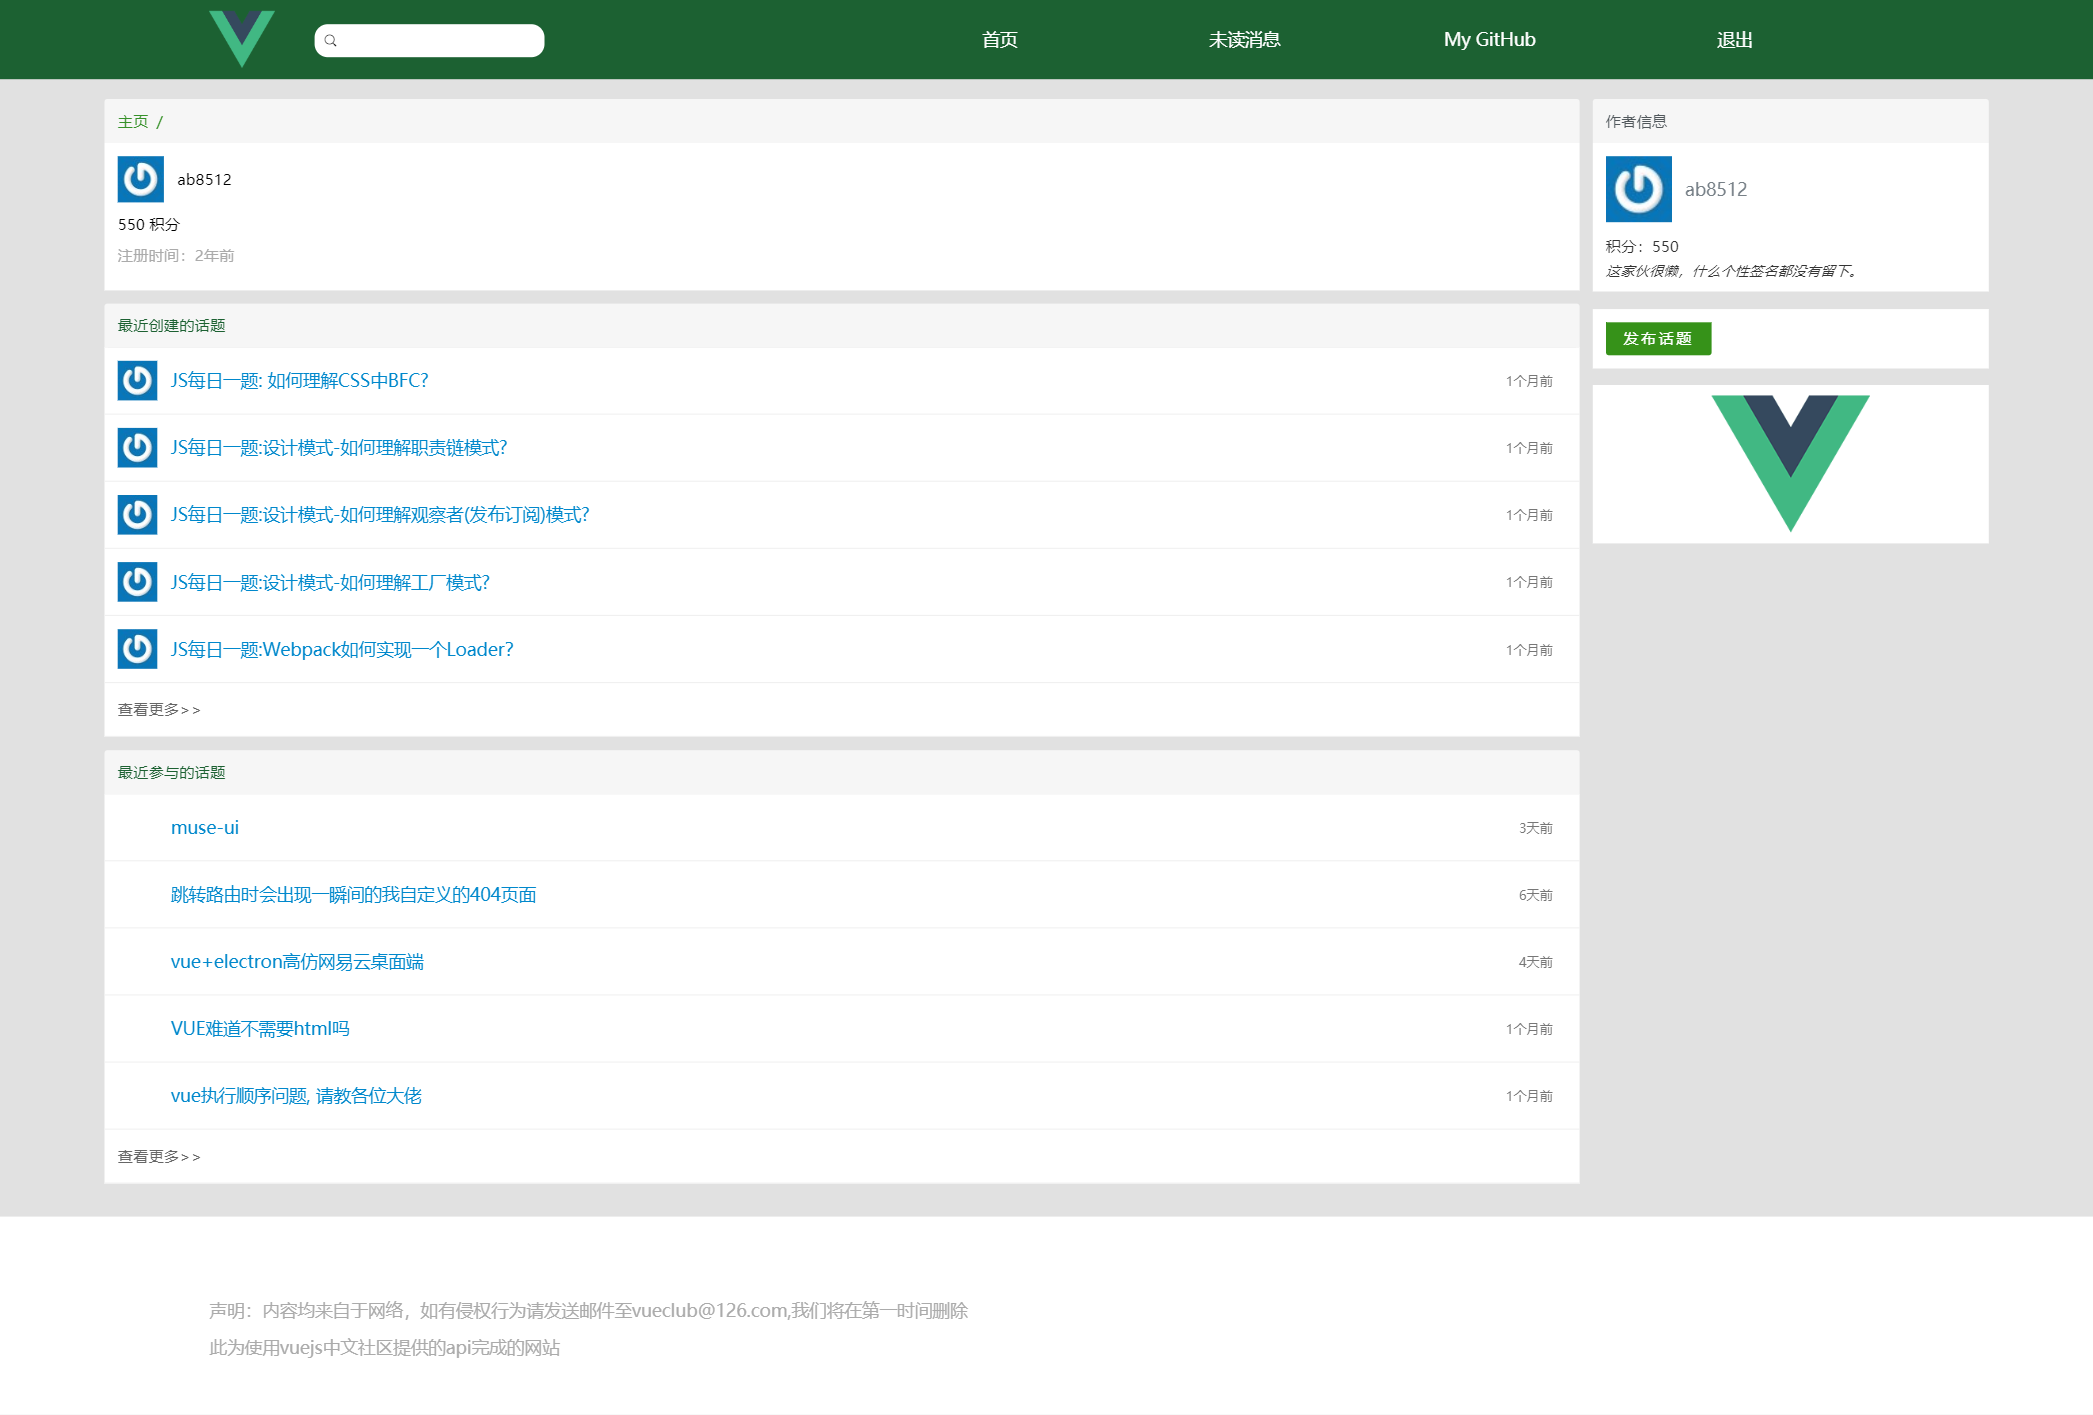 首页 未读消息 My GitHub 退出
主页 /
ab8512
550 积分
注册时间：2年前
最近创建的话题
JS每日一题: 如何理解CSS中BFC? 1个月前
JS每日一题:设计模式-如何理解职责链模式? 1个月前
JS每日一题:设计模式-如何理解观察者(发布订阅)模式? 1个月前
JS每日一题:设计模式-如何理解工厂模式? 1个月前
JS每日一题:Webpack如何实现一个Loader? 1个月前
查看更多>>
最近参与的话题
muse-ui 3天前
跳转路由时会出现一瞬间的我自定义的404页面 6天前
vue+electron高仿网易云桌面端 4天前
VUE难道不需要html吗 1个月前
vue执行顺序问题, 请教各位大佬 1个月前
查看更多>>
作者信息
ab8512
积分：550
这家伙很懒，什么个性签名都没有留下。
发布话题
声明：内容均来自于网络，如有侵权行为请发送邮件至vueclub@126.com,我们将在第一时间删除
此为使用vuejs中文社区提供的api完成的网站